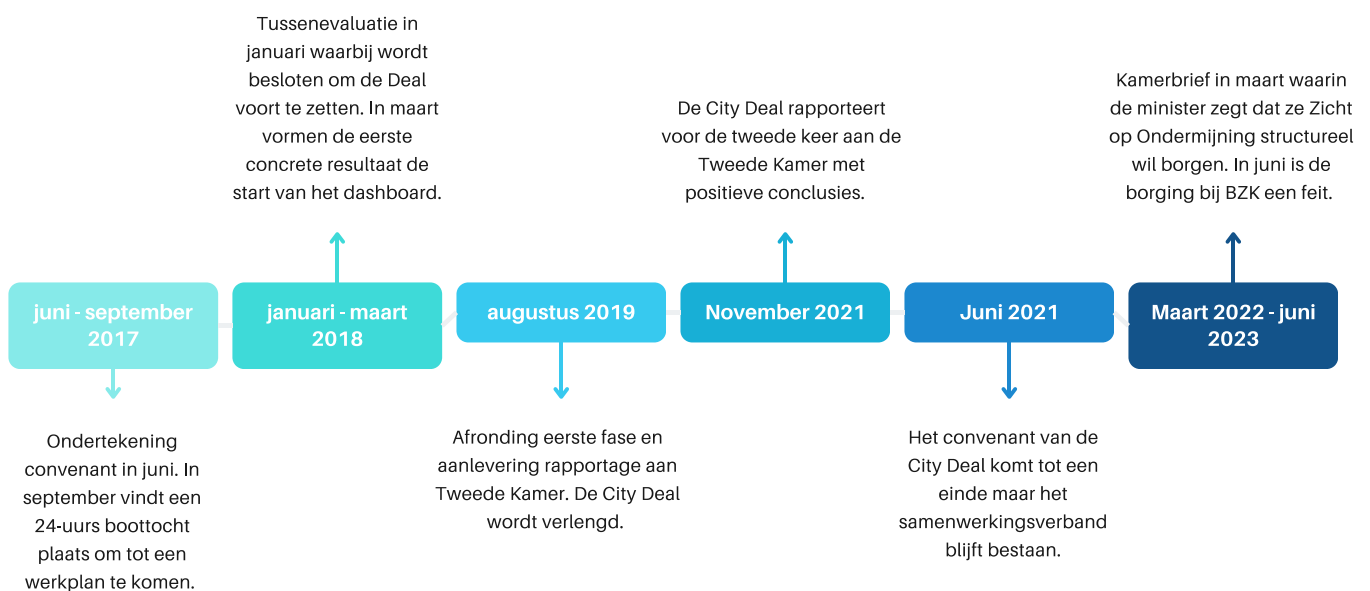 Tussenevaluatie in
januari waarbij wordt
besloten om de Deal
voort te zetten. In maart
vormen de eerste
concrete resultaat de
start van het dashboard.
De City Deal rapporteert
voor de tweede keer aan de
Tweede Kamer met
positieve conclusies.
Kamerbrief in maart waarin
de minister zegt dat ze Zicht
op Ondermijning structureel
wil borgen. In juni is de
borging bij BZK een feit.
juni - september
2017
januari - maart
2018
augustus 2019
November 2021
Juni 2021
Maart 2022 - juni
2023
Ondertekening
convenant in juni. In
september vindt een
24-uurs boottocht
plaats om tot een
werkplan te komen.
Afronding eerste fase en
aanlevering rapportage aan
Tweede Kamer. De City Deal
wordt verlengd.
Het convenant van de
City Deal komt tot een
einde maar het
samenwerkingsverband
blijft bestaan.